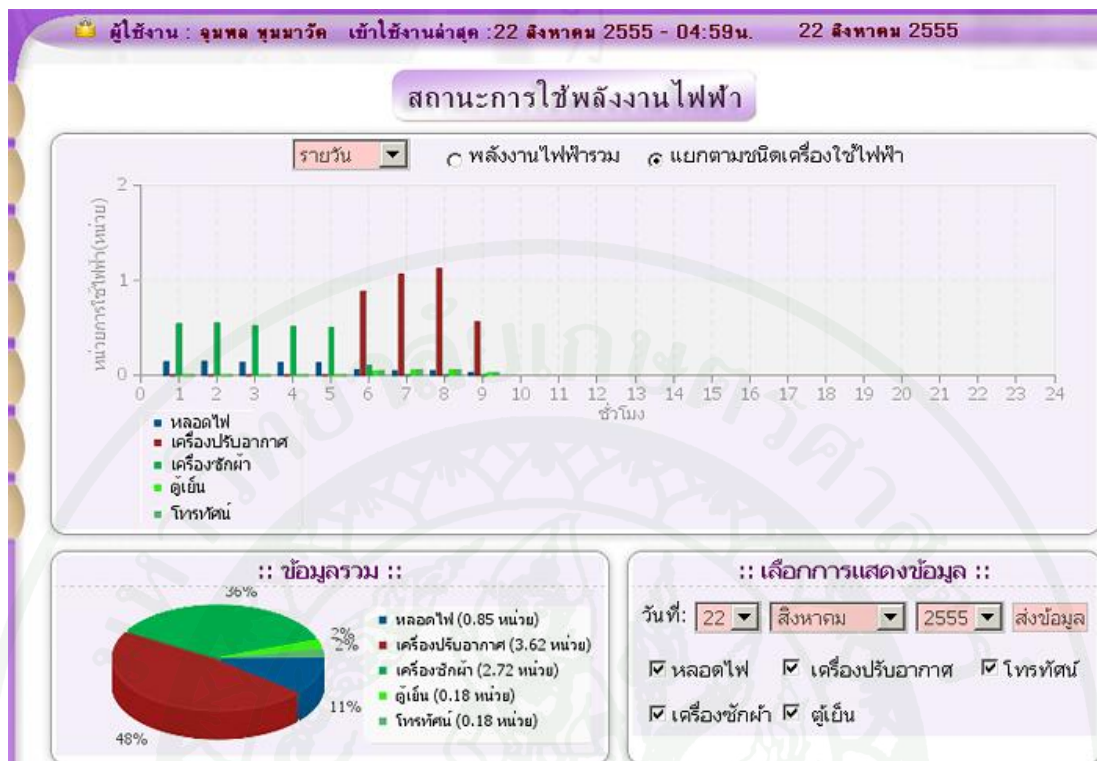 ผู้ใช้งาน : จุมพล พุมมาวัค เข้าใช้งานล่าสุด :22 สิงหาคม 2555 - 04:59น. 22 สิงหาคม 2555
สถานะการใช้พลังงานไฟฟ้า
รายวัน พลังงานไฟฟ้ารวม แยกตามชนิดเครื่องใช้ไฟฟ้า
หน่วยการใช้ไฟฟ้า(หน่วย)
2
1
0
0 1 2 3 4 5 6 7 8 9 10 11 12 13 14 15 16 17 18 19 20 21 22 23 24
ชั่วโมง
หลอดไฟ
เครื่องปรับอากาศ
เครื่องซักผ้า
ตู้เย็น
โทรทัศน์
:: ข้อมูลรวม ::
36%
2%
2%
11%
48%
หลอดไฟ (0.85 หน่วย)
เครื่องปรับอากาศ (3.62 หน่วย)
เครื่องซักผ้า (2.72 หน่วย)
ตู้เย็น (0.18 หน่วย)
โทรทัศน์ (0.18 หน่วย)
:: เลือกการแสดงข้อมูล ::
วันที่: 22 สิงหาคม 2555 ส่งข้อมูล
หลอดไฟ เครื่องปรับอากาศ โทรทัศน์
เครื่องซักผ้า ตู้เย็น